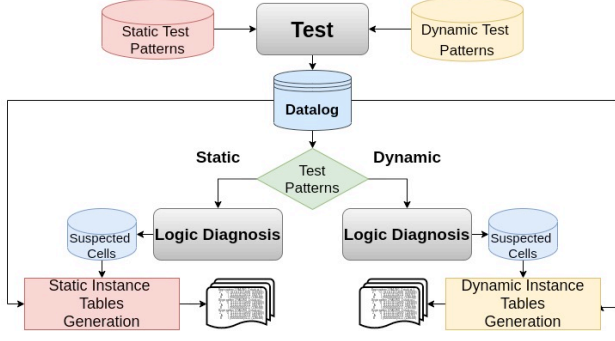 Static Test
Patterns
Test
Dynamic Test
Patterns
Datalog
Static
Dynamic
Test
Patterns
Suspected
Cells
Logic Diagnosis
Logic Diagnosis
Suspected
Cells
Static Instance
Tables
Generation
Dynamic Instance
Tables
Generation